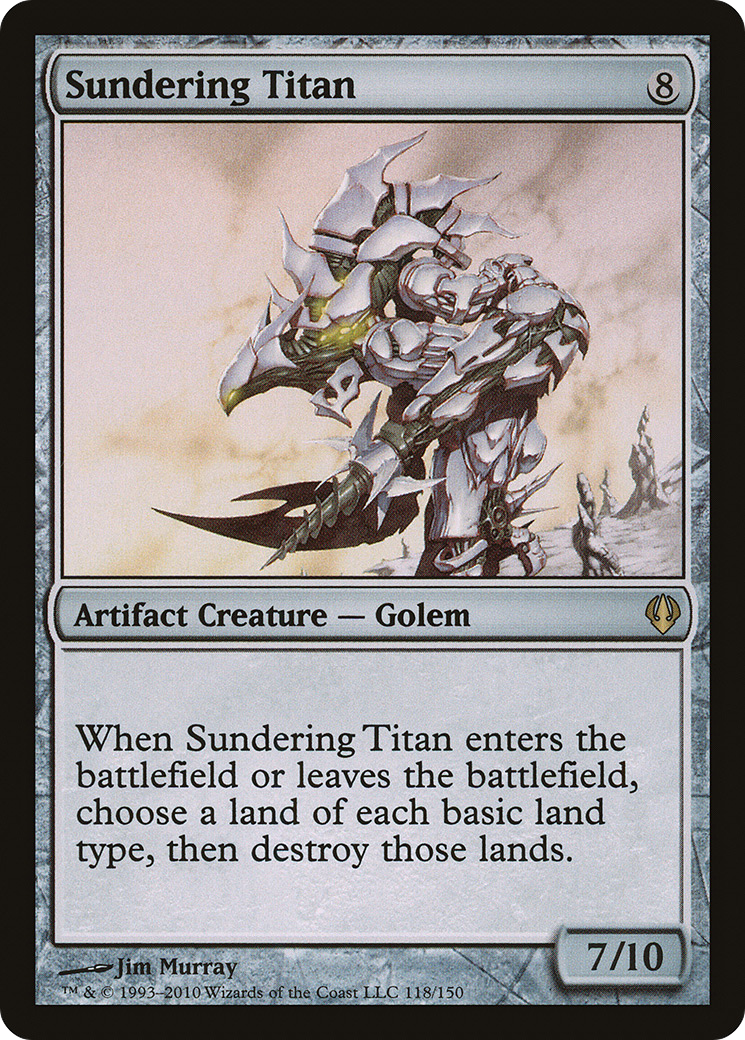 Sundering Titan
8
Artifact Creature — Golem
When Sundering Titan enters the
battlefield or leaves the battlefield,
choose a land of each basic land
type, then destroy those lands.
7/10
Jim Murray
™ & © 1993–2010 Wizards of the Coast LLC 118/150